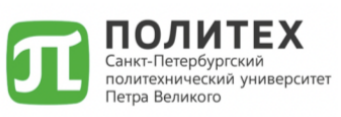 П ПОЛИТЕХ
Санкт-Петербургский
политехнический университет
Петра Великого